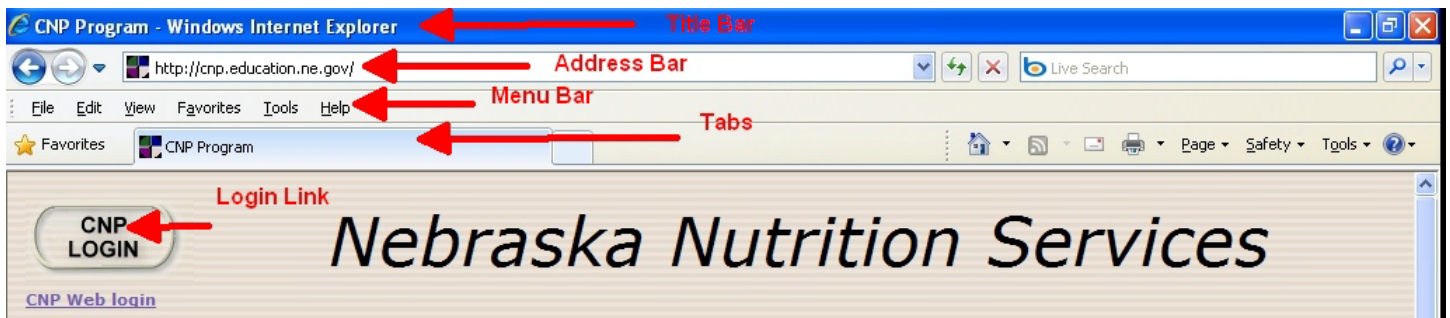 CNP Program - Windows Internet Explorer Title Bar
http://cnp.education.ne.gov/ Address Bar Live Search
File Edit View Favorites Tools Help Menu Bar
Tabs
Favorites CNP Program Page Safety Tools
Login Link
CNP
LOGIN
Nebraska Nutrition Services
CNP Web login